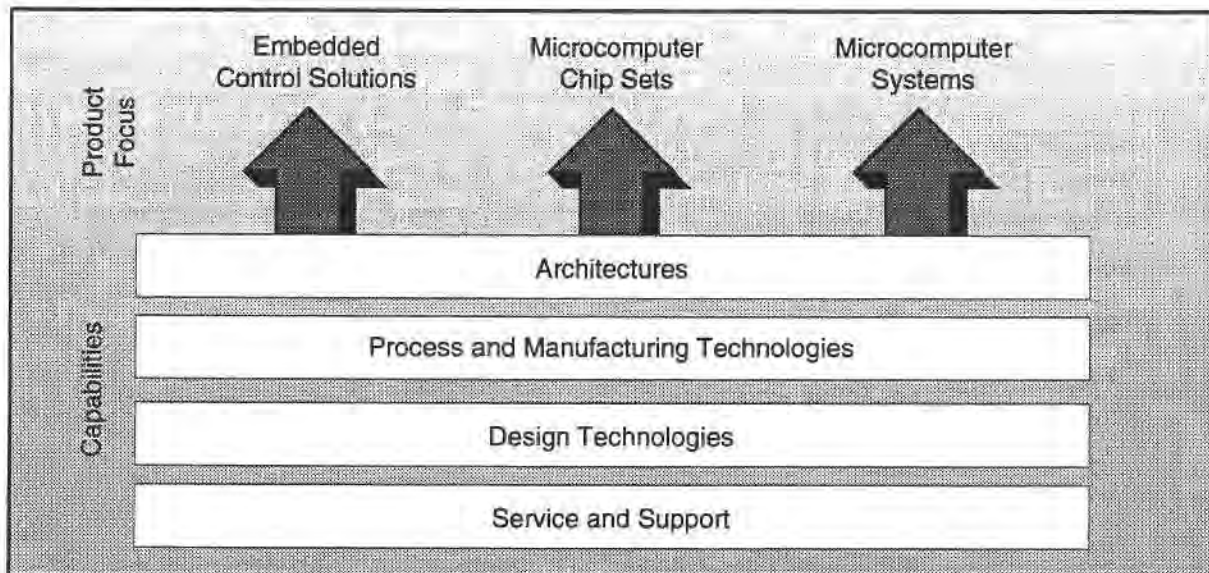 Embedded
Control Solutions
Microcomputer
Chip Sets
Microcomputer
Systems
Product
Focus
Architectures
Process and Manufacturing Technologies
Capabilities
Design Technologies
Service and Support